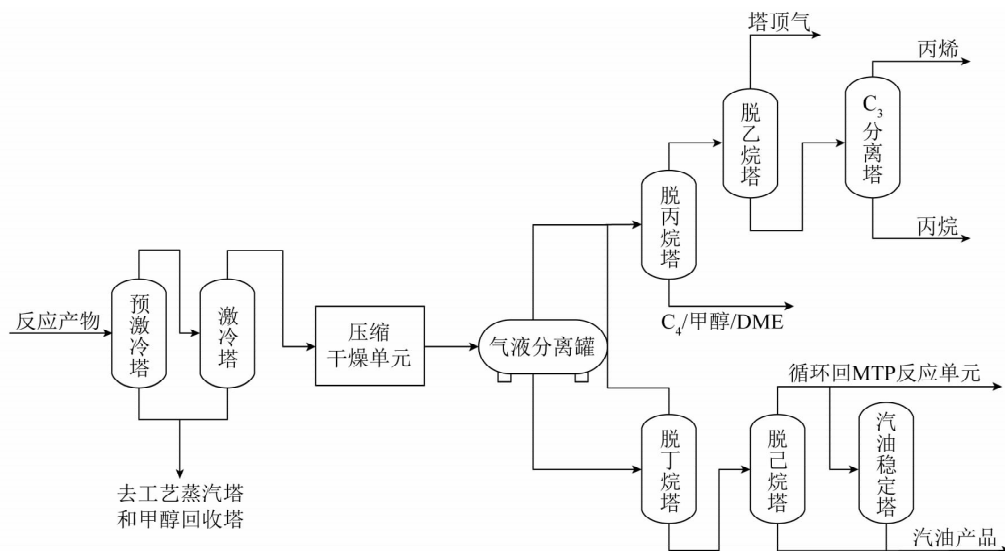 塔顶气
丙烯
脱乙烷塔
C₃分离塔
脱丙烷塔
丙烷
反应产物
预激冷塔
激冷塔
压缩
干燥单元
气液分离罐
C₄/甲醇/DME
循环回MTP反应单元
脱丁烷塔
脱己烷塔
汽油稳定塔
去工艺蒸汽塔
和甲醇回收塔
汽油产品